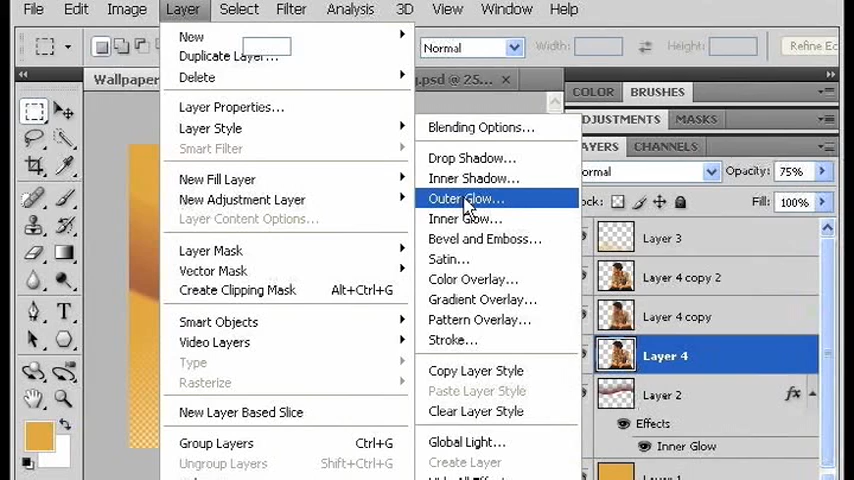 File Edit Image Layer Select Filter Analysis 3D View Window Help
Normal Width: Height: Refine
Wallpaper
.psd @ 25...
New
Duplicate Layer...
Delete
Layer Properties...
Layer Style
Smart Filter
New Fill Layer
New Adjustment Layer
Layer Content Options...
Layer Mask
Vector Mask
Create Clipping Mask Alt+Ctrl+G
Smart Objects
Video Layers
Type
Rasterize
New Layer Based Slice
Group Layers Ctrl+G
Ungroup Layers Shift+Ctrl+G
Blending Options...
Drop Shadow...
Inner Shadow...
Outer Glow...
Inner Glow...
Bevel and Emboss...
Satin...
Color Overlay...
Gradient Overlay...
Pattern Overlay...
Stroke...
Copy Layer Style
Paste Layer Style
Clear Layer Style
Global Light...
Create Layer
COLOR BRUSHES
ADJUSTMENTS MASKS
LAYERS CHANNELS
Normal Opacity: 75%
Lock: Fill: 100%
Layer 3
Layer 4 copy 2
Layer 4 copy
Layer 4
Layer 2 fx
Effects
Inner Glow
Layer 1